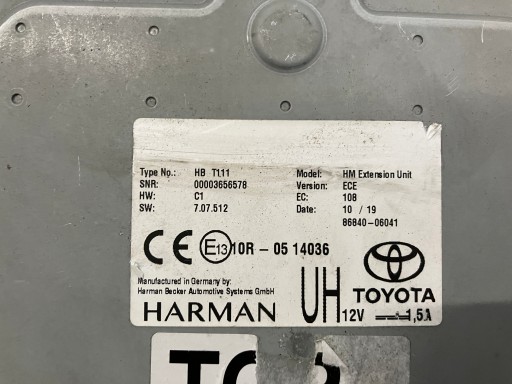 Type No.: HB T1.11
SNR: 00003656578
HW: C1
SW: 7.07.512
Model: HM Extension Unit
Version: ECE
EC: 108
Date: 10 / 19
86840-06041
CE E13 10R - 05 14036
Manufactured in Germany by:
Harman Becker Automotive Systems GmbH
HARMAN
UH
TOYOTA
12V 1,5A